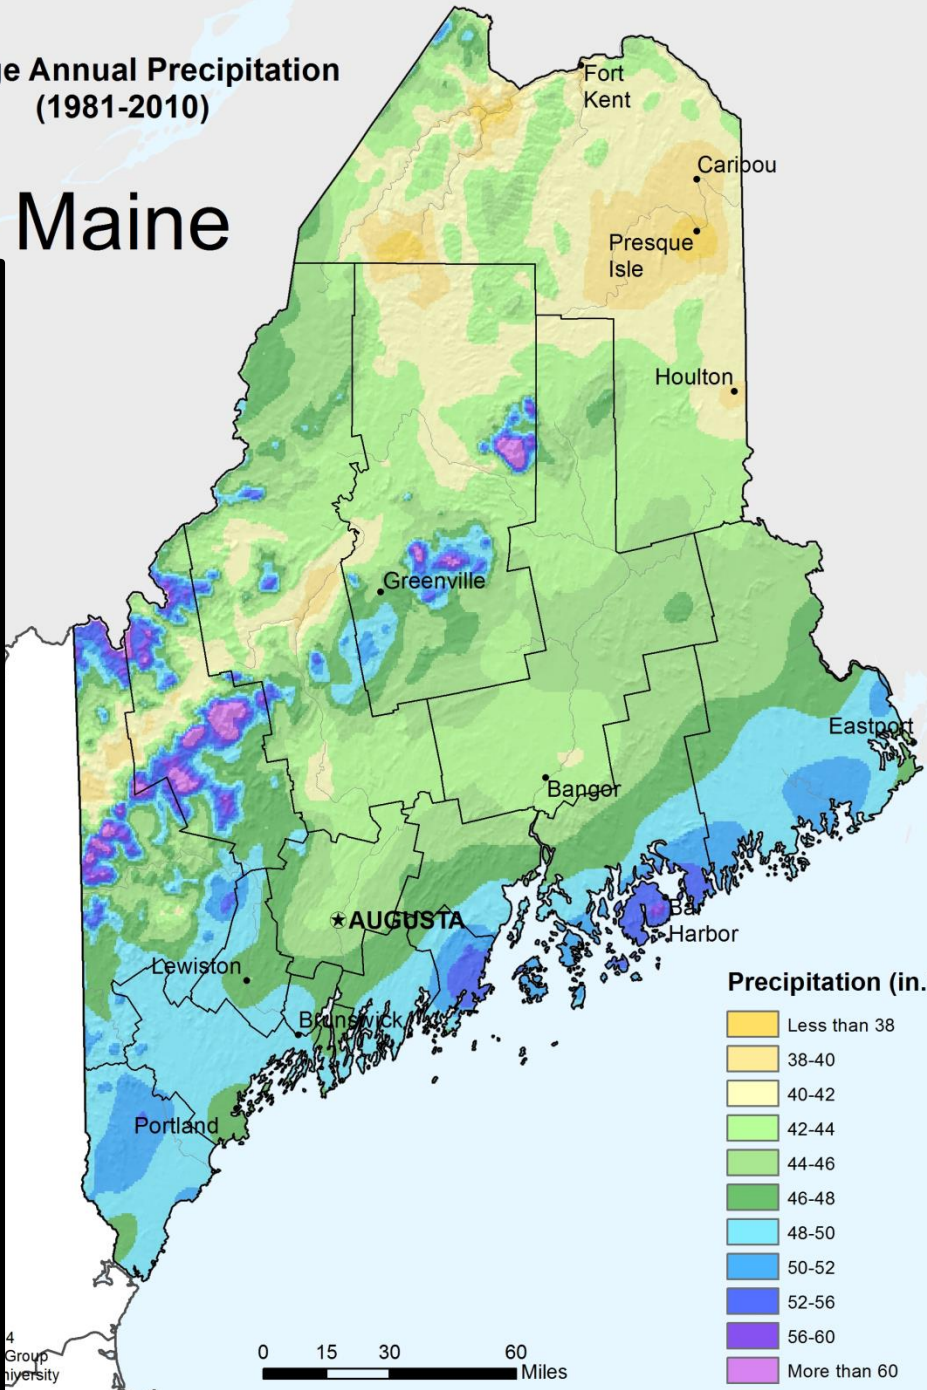 ge Annual Precipitation
(1981-2010)
Maine
Fort
Kent
Caribou
Presque
Isle
Houlton
Greenville
Eastport
Bangor
AUGUSTA
Bar
Harbor
Lewiston
Brunswick
Portland
Precipitation (in.
Less than 38
38-40
40-42
42-44
44-46
46-48
48-50
50-52
52-56
56-60
More than 60
0 15 30 60
Miles
4
Group
niversity